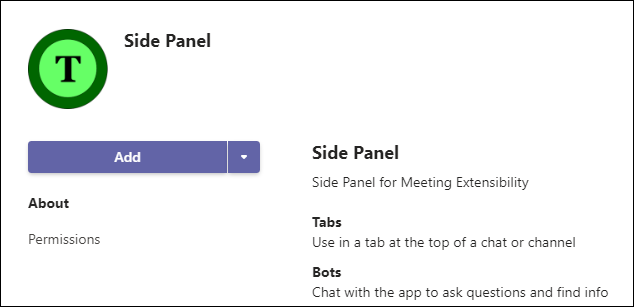 T
Side Panel
Add
About
Permissions
Side Panel
Side Panel for Meeting Extensibility
Tabs
Use in a tab at the top of a chat or channel
Bots
Chat with the app to ask questions and find info